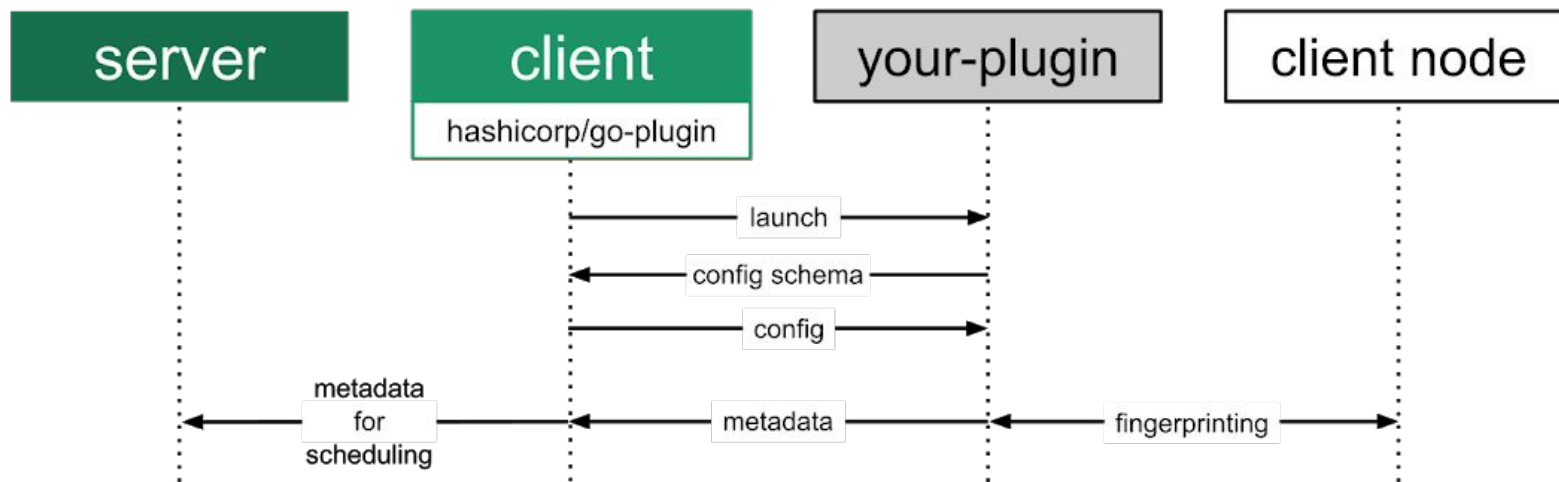 server
client
your-plugin
client node
hashicorp/go-plugin
launch
config schema
config
metadata
for
scheduling
metadata
fingerprinting